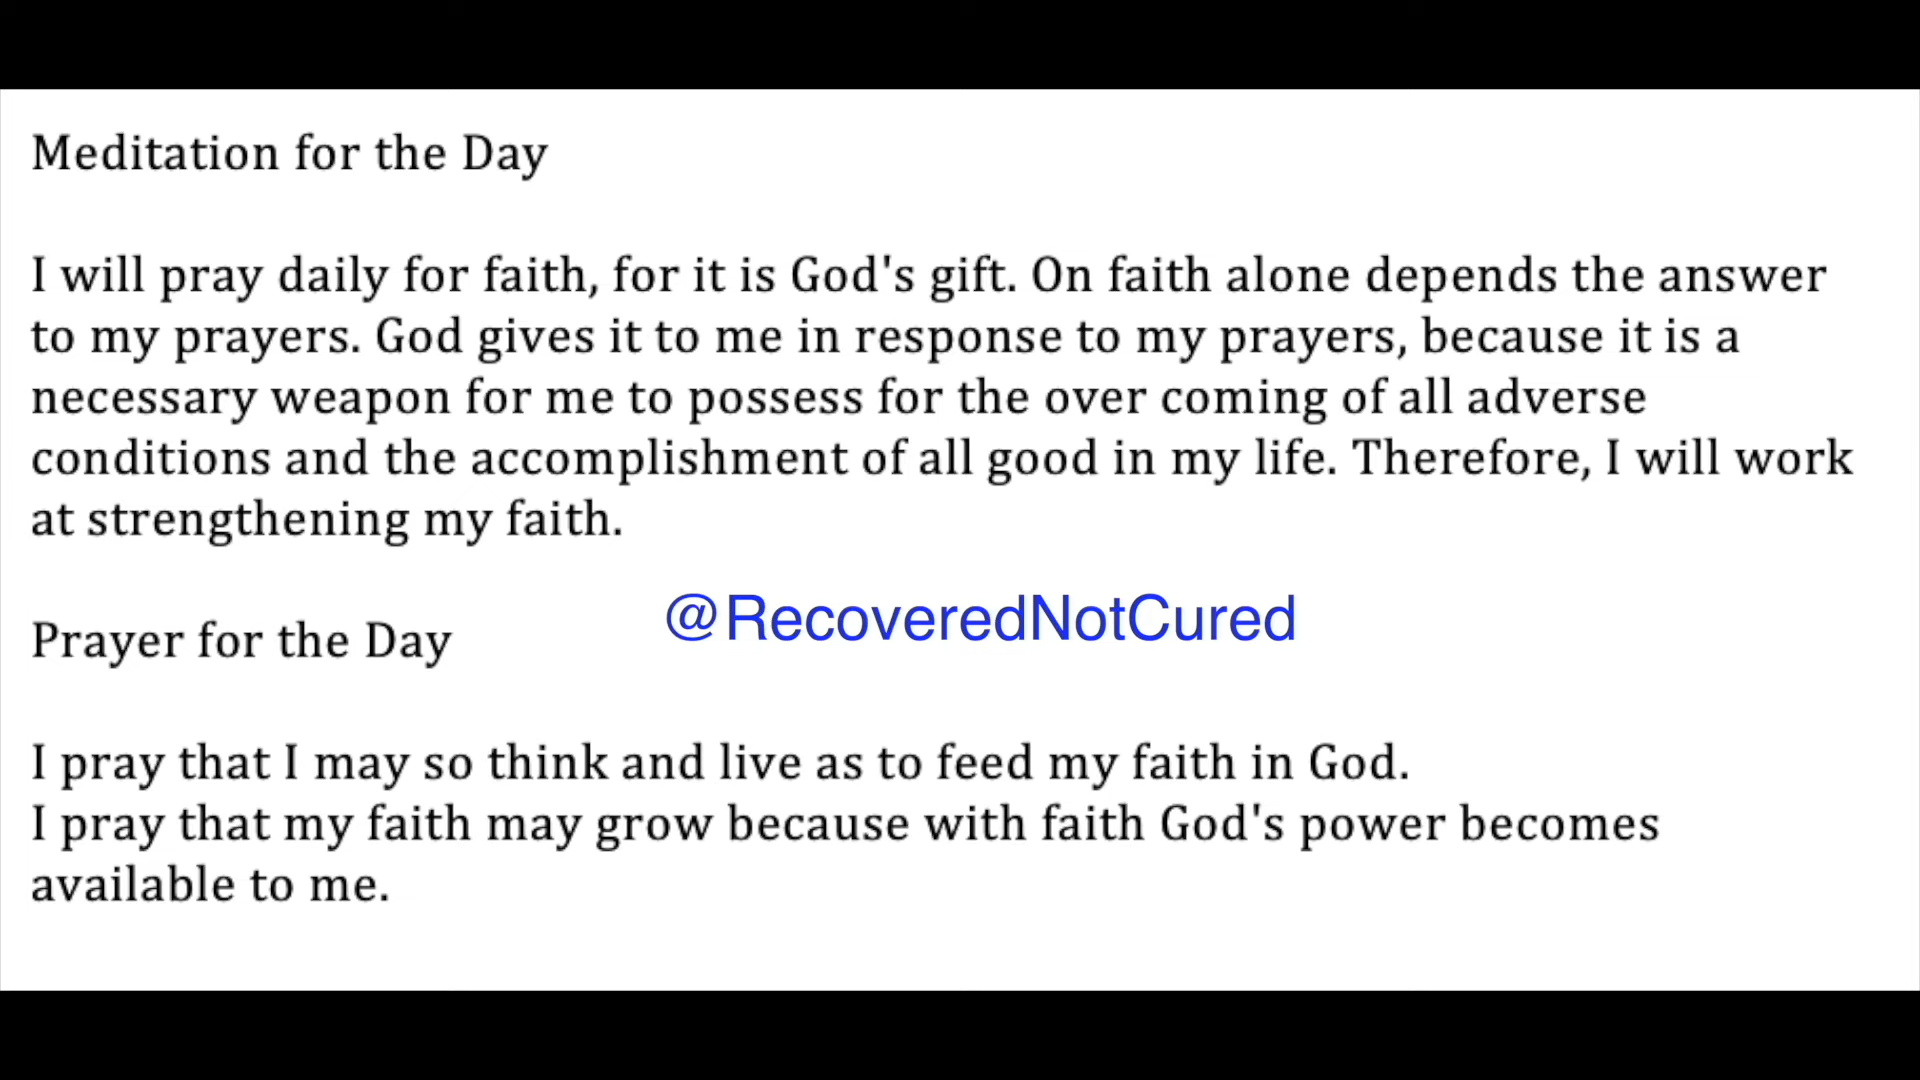 Meditation for the Day
I will pray daily for faith, for it is God's gift. On faith alone depends the answer
to my prayers. God gives it to me in response to my prayers, because it is a
necessary weapon for me to possess for the over coming of all adverse
conditions and the accomplishment of all good in my life. Therefore, I will work
at strengthening my faith.
@RecoveredNotCured
Prayer for the Day
I pray that I may so think and live as to feed my faith in God.
I pray that my faith may grow because with faith God's power becomes
available to me.